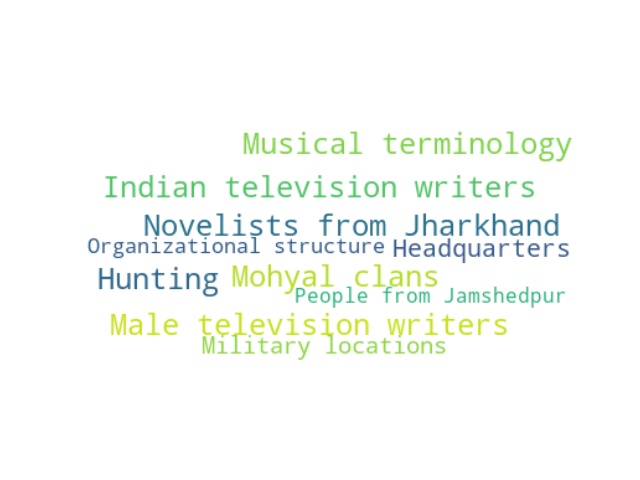 Musical terminology
Indian television writers
Novelists from Jharkhand
Organizational structure
Headquarters
Hunting
Mohyal clans
People from Jamshedpur
Male television writers
Military locations